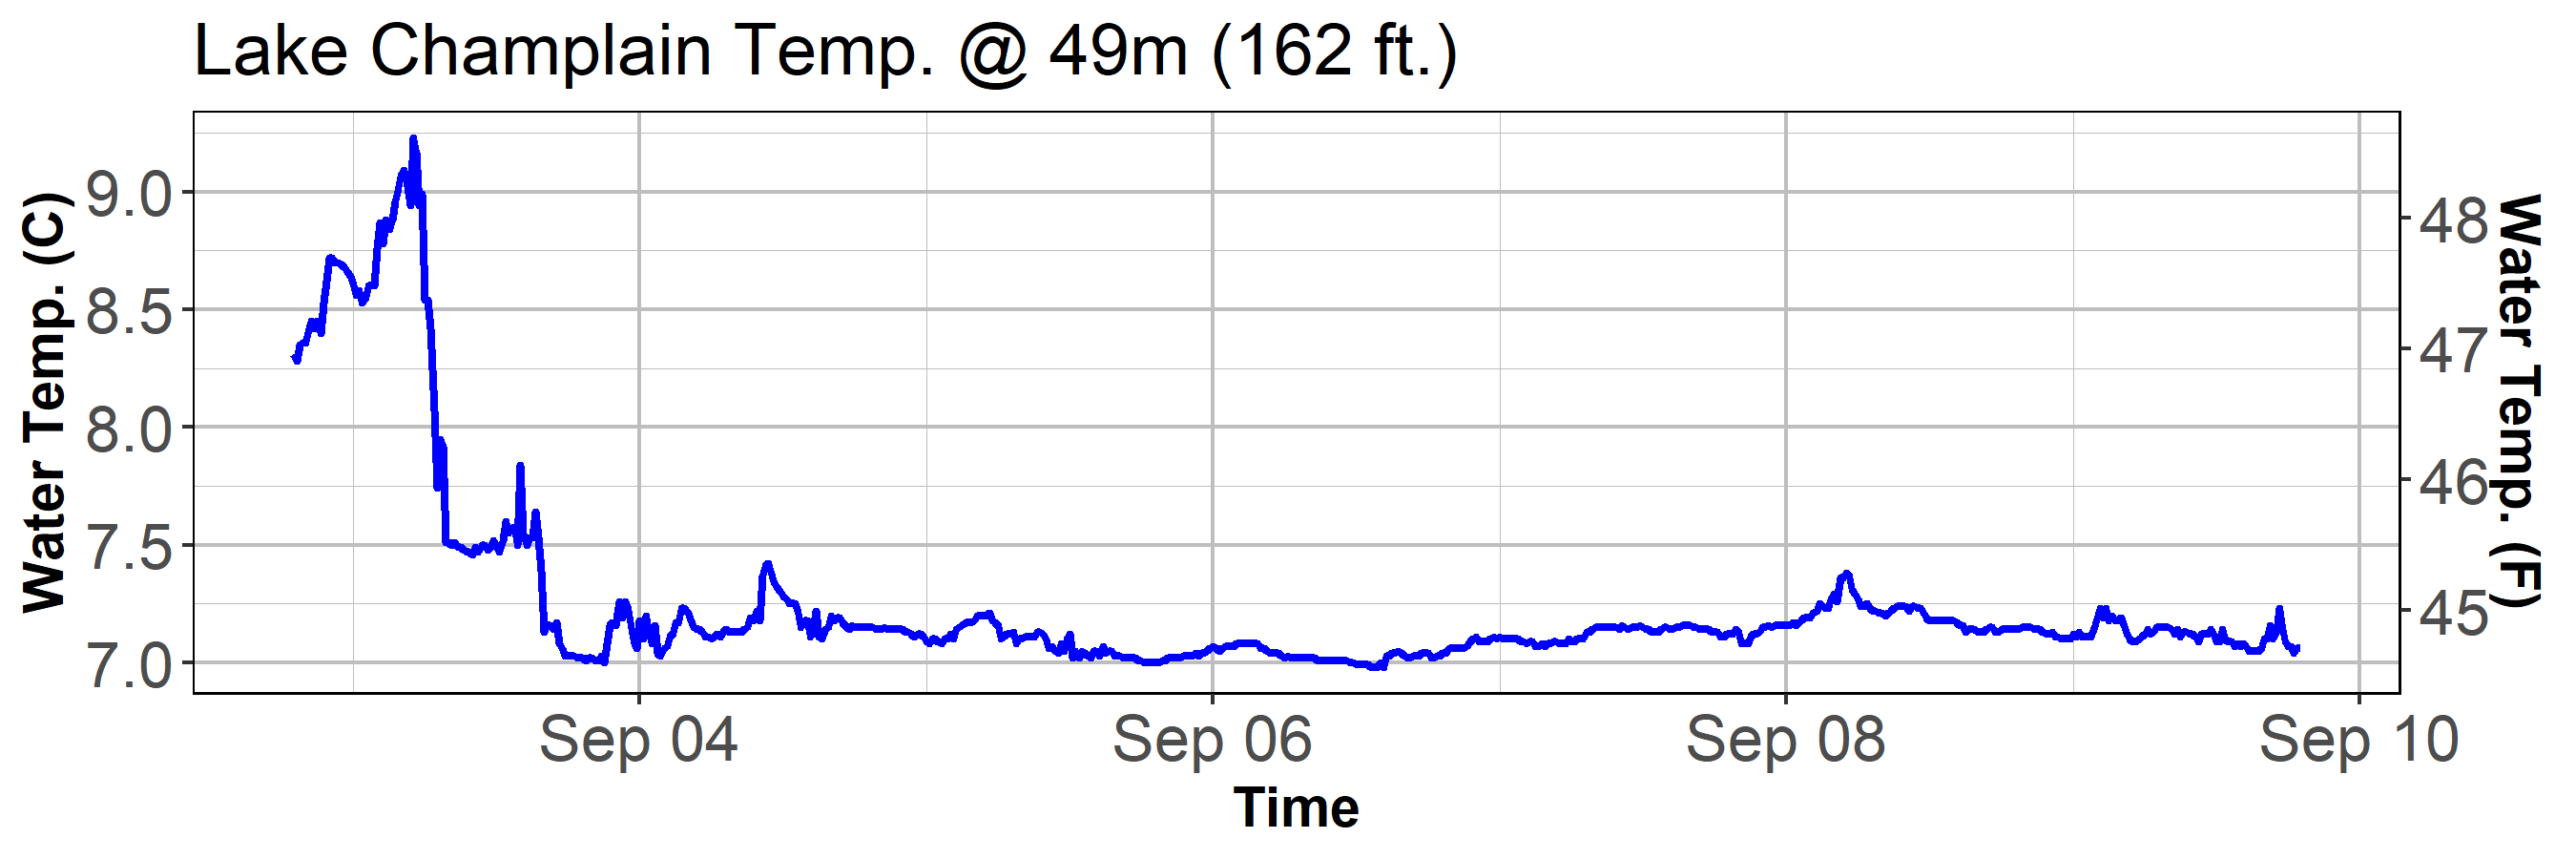 Lake Champlain Temp. @ 49m (162 ft.)
Water Temp. (C)
9.0
8.5
8.0
7.5
7.0
48
47
46
45
Water Temp. (F)
Sep 04 Sep 06 Sep 08 Sep 10
Time